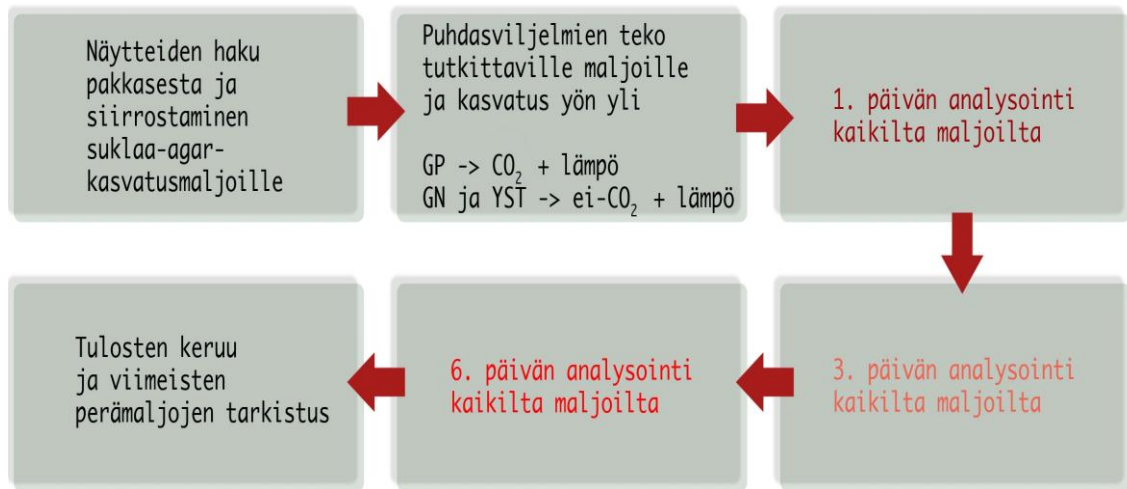 Näytteiden haku
pakkasesta ja
siirrostaminen
suklaa-agar-
kasvatusmaljoille
Puhdasviljelmien teko
tutkittaville maljoille
ja kasvatus yön yli
GP -> CO₂ + lämpö
GN ja YST -> ei-CO₂ + lämpö
1. päivän analysointi
kaikilta maljoilta
3. päivän analysointi
kaikilta maljoilta
6. päivän analysointi
kaikilta maljoilta
Tulosten keruu
ja viimeisten
perämaljojen tarkistus